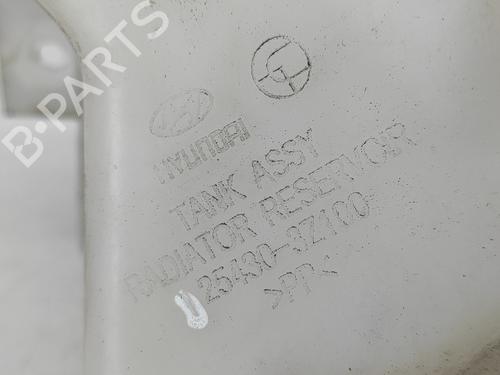 B-PARTS
HYUNDAI
TANK ASSY
RADIATOR RESERVOIR
25430-3Z100
>PP<